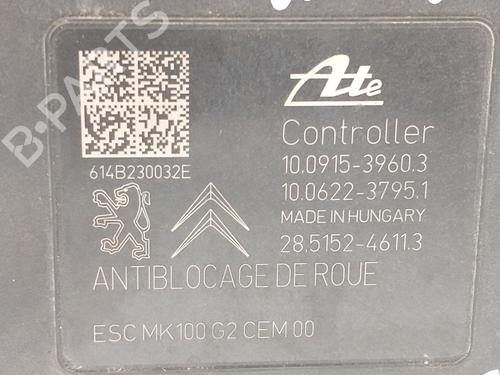 B-PARTS
Ate
Controller
614B230032E
10.0915-3960.3
10.0622-3795.1
MADE IN HUNGARY
28.5152-4611.3
ANTIBLOCAGE DE ROUE
ESC MK100 G2 CEM 00